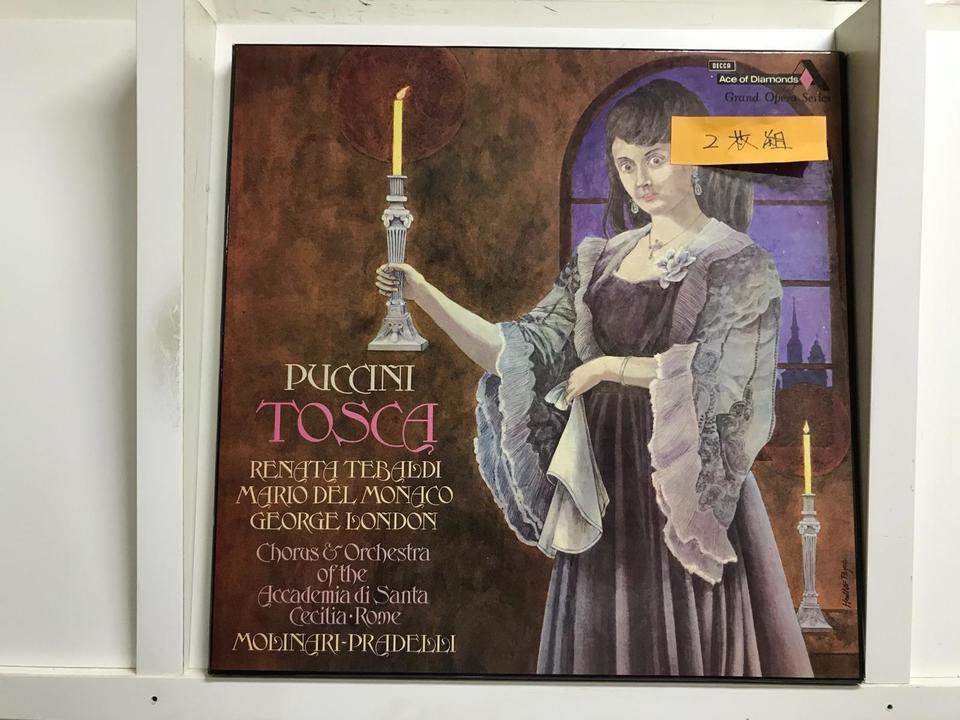 DECCA
Ace of Diamonds
Grand Opera Series
2枚組
PUCCINI
TOSCA
RENATA TEBALDI
MARIO DEL MONACO
GEORGE LONDON
Chorus & Orchestra
of the
Accademia di Santa
Cecilia·Rome
MOLINARI-PRADELLI